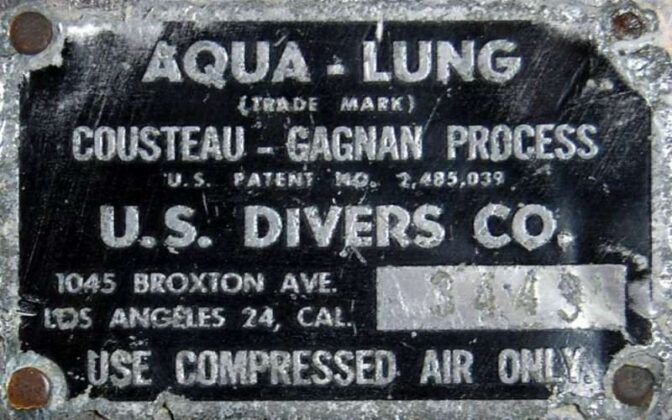 AQUA - LUNG
(TRADE MARK)
COUSTEAU - GAGNAN PROCESS
U.S. PATENT NO. 2,485,039
U.S. DIVERS CO.
1045 BROXTON AVE.
LOS ANGELES 24, CAL.
3443
USE COMPRESSED AIR ONLY.